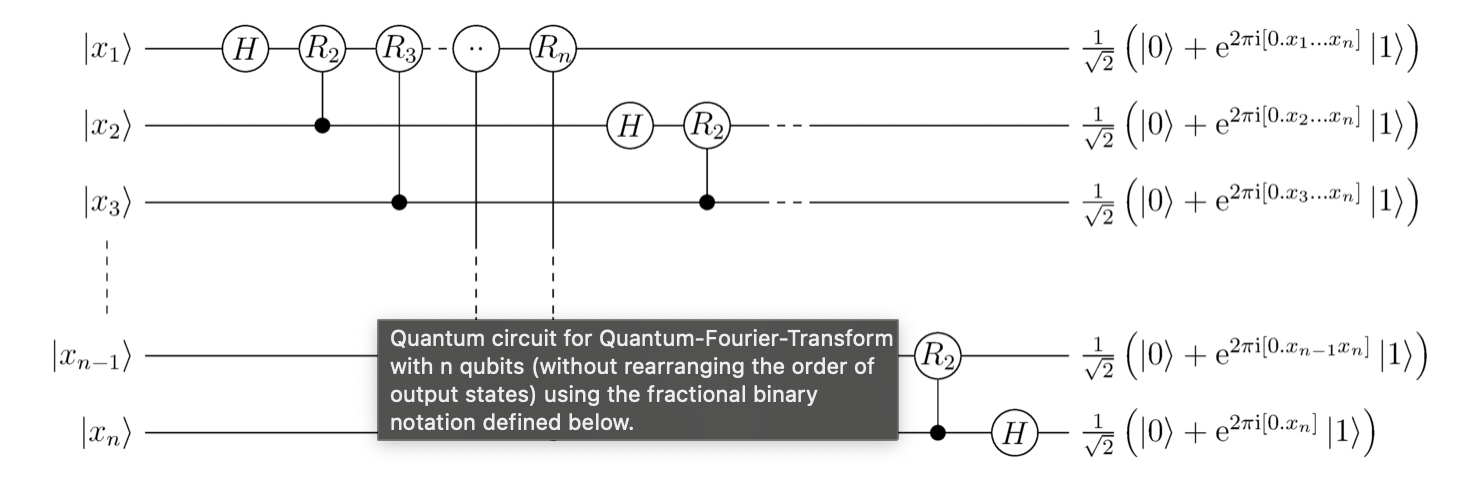 |x₁⟩ H R₂ R₃ ·· Rₙ 1/√2 (|0⟩ + e^{2πi[0.x₁...xₙ]} |1⟩)
|x₂⟩ H R₂ 1/√2 (|0⟩ + e^{2πi[0.x₂...xₙ]} |1⟩)
|x₃⟩ 1/√2 (|0⟩ + e^{2πi[0.x₃...xₙ]} |1⟩)
|xₙ₋₁⟩ R₂ 1/√2 (|0⟩ + e^{2πi[0.xₙ₋₁xₙ]} |1⟩)
|xₙ⟩ H 1/√2 (|0⟩ + e^{2πi[0.xₙ]} |1⟩)
Quantum circuit for Quantum-Fourier-Transform
with n qubits (without rearranging the order of
output states) using the fractional binary
notation defined below.